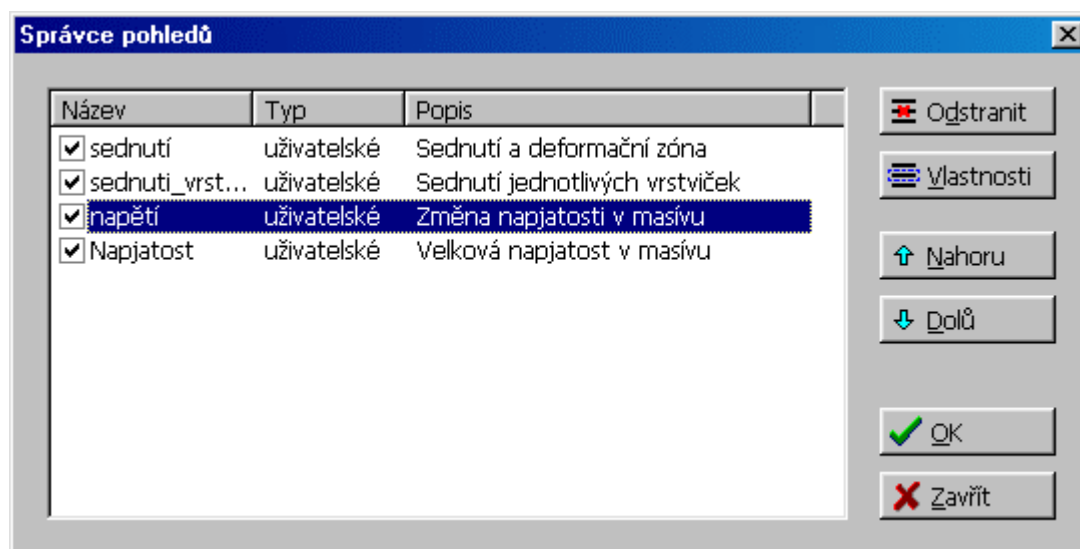 Správce pohledů
Název Typ Popis
sednutí uživatelské Sednutí a deformační zóna
sednuti_vrst... uživatelské Sednutí jednotlivých vrstviček
napětí uživatelské Změna napjatosti v masívu
Napjatost uživatelské Velková napjatost v masívu
Odstranit
Vlastnosti
Nahoru
Dolů
OK
Zavřít